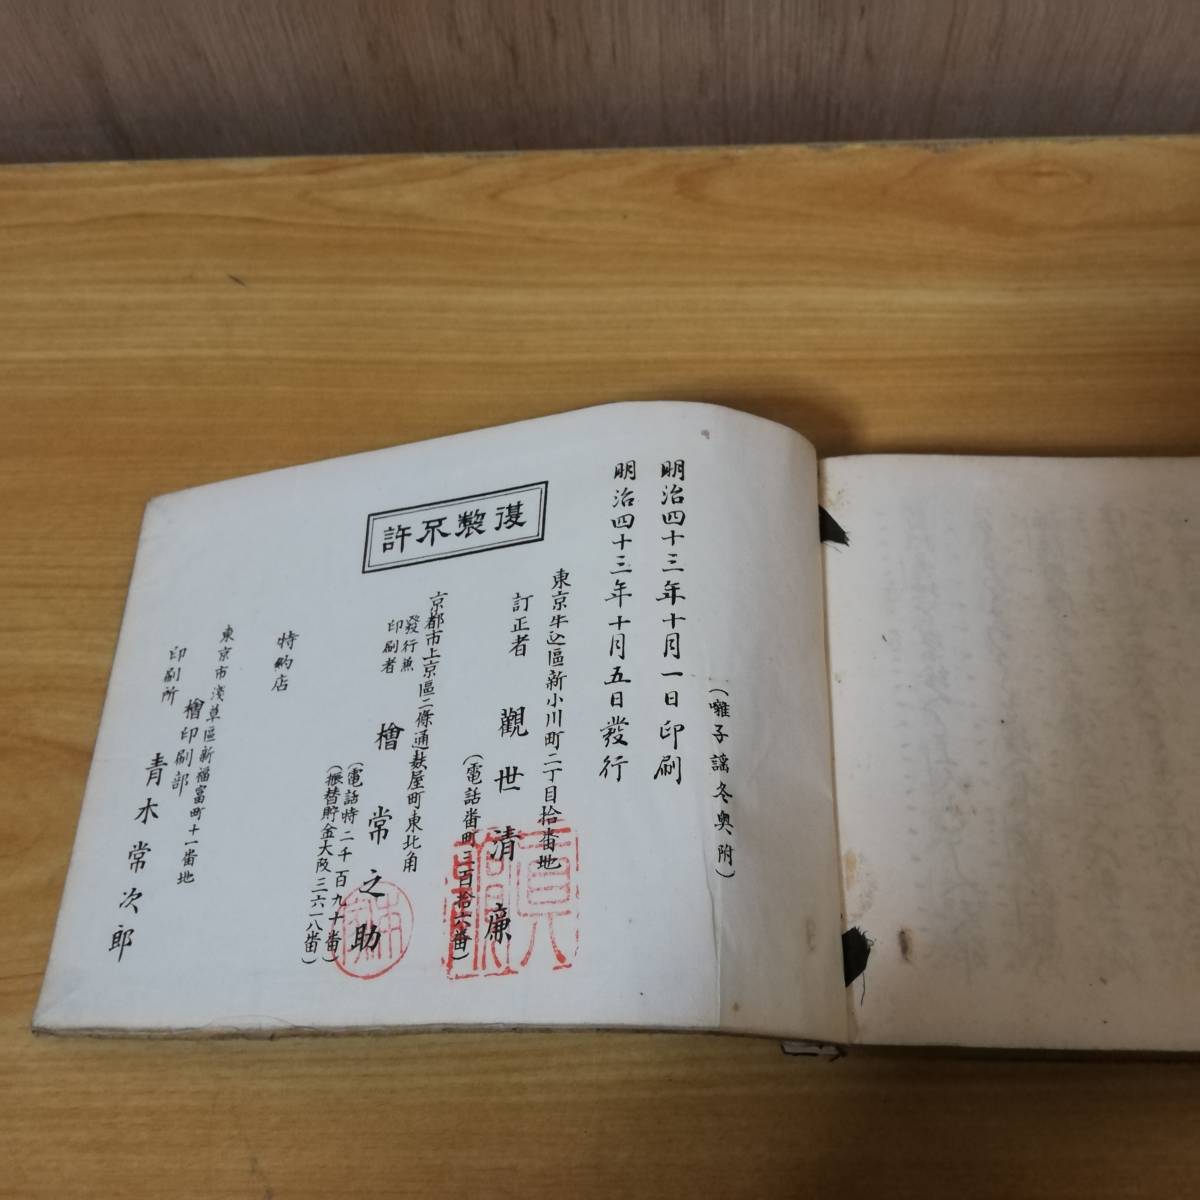 (囃子謡冬奥附)
明治四十三年十月一日印刷
明治四十三年十月五日發行
復製不許
東京牛込區新小川町二丁目拾番地
訂正者 觀世清廉
(電話番町三百拾六番)
京都市上京區二條通麩屋町東北角
發行兼印刷者 檜常之助
(電話特二千百九十番)
(振替貯金大阪三六一八番)
特約店
東京市淺草區新福富町十一番地
檜印刷部
印刷所 青木常次郎